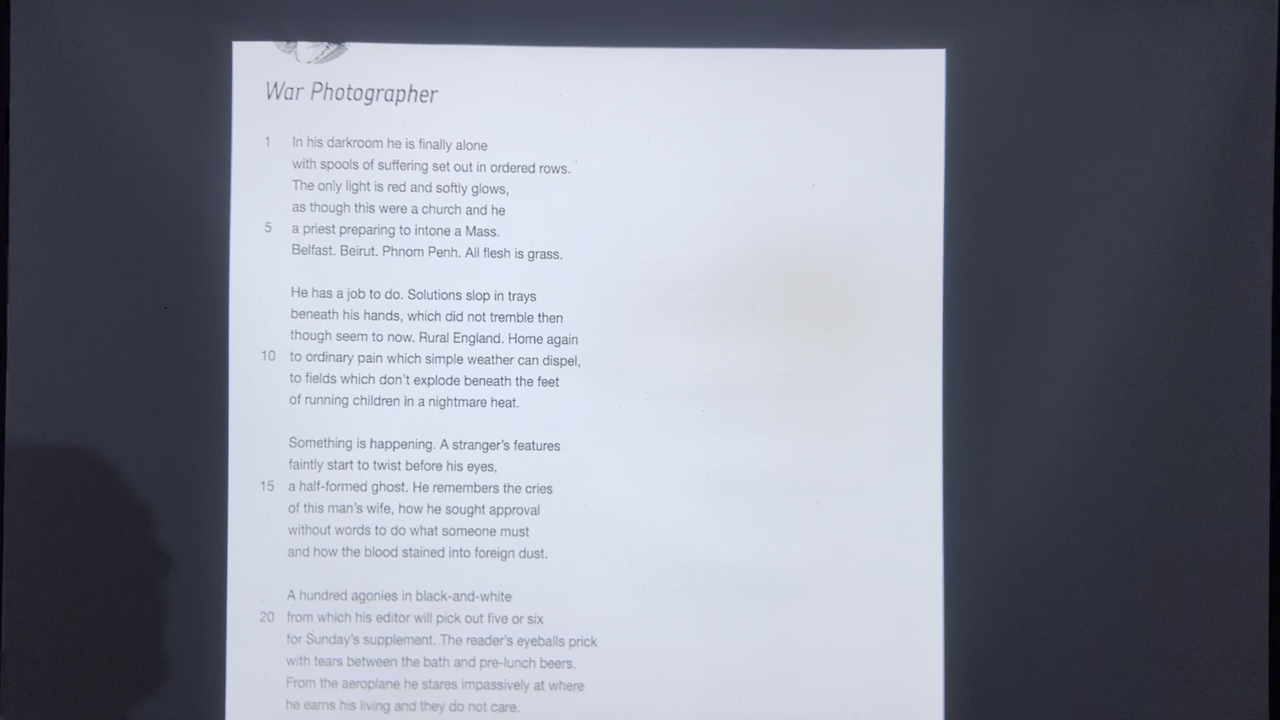 War Photographer
1 In his darkroom he is finally alone
with spools of suffering set out in ordered rows.
The only light is red and softly glows,
as though this were a church and he
5 a priest preparing to intone a Mass.
Belfast. Beirut. Phnom Penh. All flesh is grass.
He has a job to do. Solutions slop in trays
beneath his hands, which did not tremble then
though seem to now. Rural England. Home again
10 to ordinary pain which simple weather can dispel,
to fields which don't explode beneath the feet
of running children in a nightmare heat.
Something is happening. A stranger's features
faintly start to twist before his eyes,
15 a half-formed ghost. He remembers the cries
of this man's wife, how he sought approval
without words to do what someone must
and how the blood stained into foreign dust.
A hundred agonies in black-and-white
20 from which his editor will pick out five or six
for Sunday's supplement. The reader's eyeballs prick
with tears between the bath and pre-lunch beers.
From the aeroplane he stares impassively at where
he earns his living and they do not care.